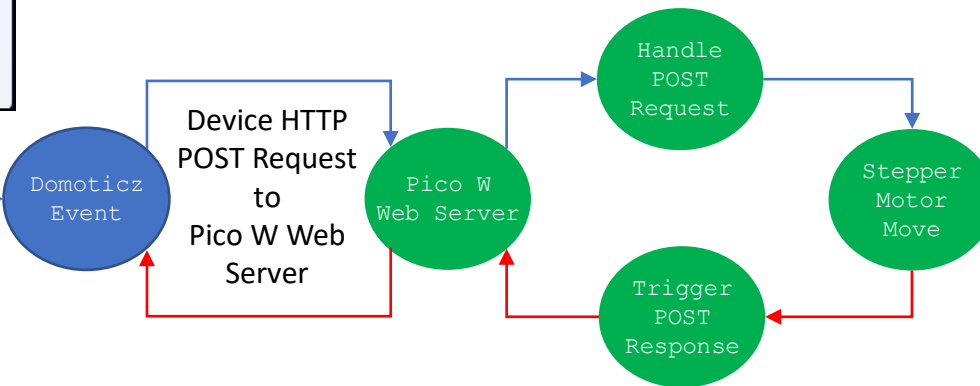 Domoticz
Event
Device HTTP
POST Request
to
Pico W Web
Server
Pico W
Web Server
Handle
POST
Request
Stepper
Motor
Move
Trigger
POST
Response